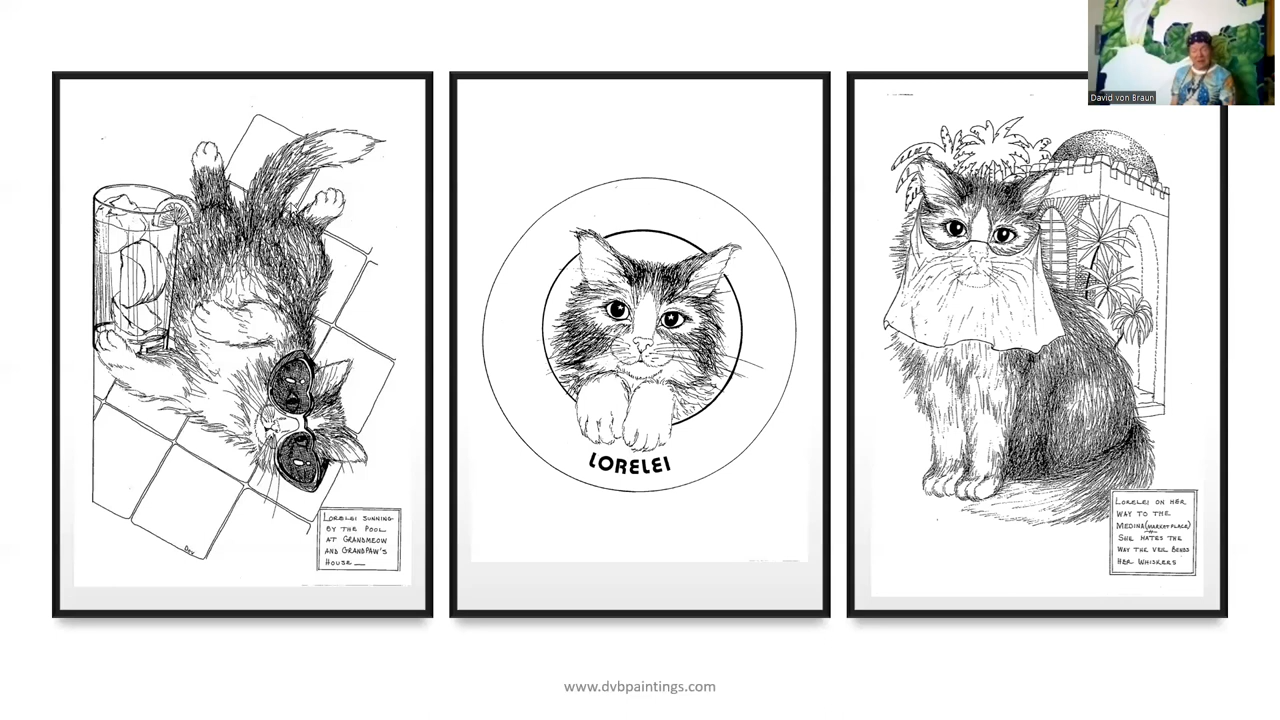 David von Braun
LORELEI SUNNING
BY THE POOL
AT GRANDMEOW
AND GRANDPAW'S
HOUSE —
Dev
LORELEI
LORELEI ON HER
WAY TO THE
MEDINA (MARKET PLACE)
SHE HATES THE
WAY THE VEIL BENDS
HER WHISKERS
www.dvbpaintings.com